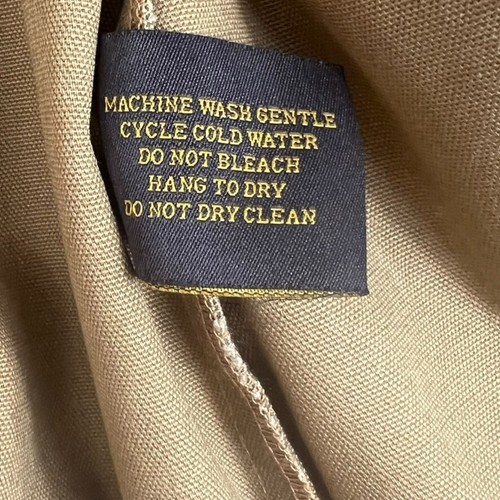 MACHINE WASH GENTLE
CYCLE COLD WATER
DO NOT BLEACH
HANG TO DRY
DO NOT DRY CLEAN